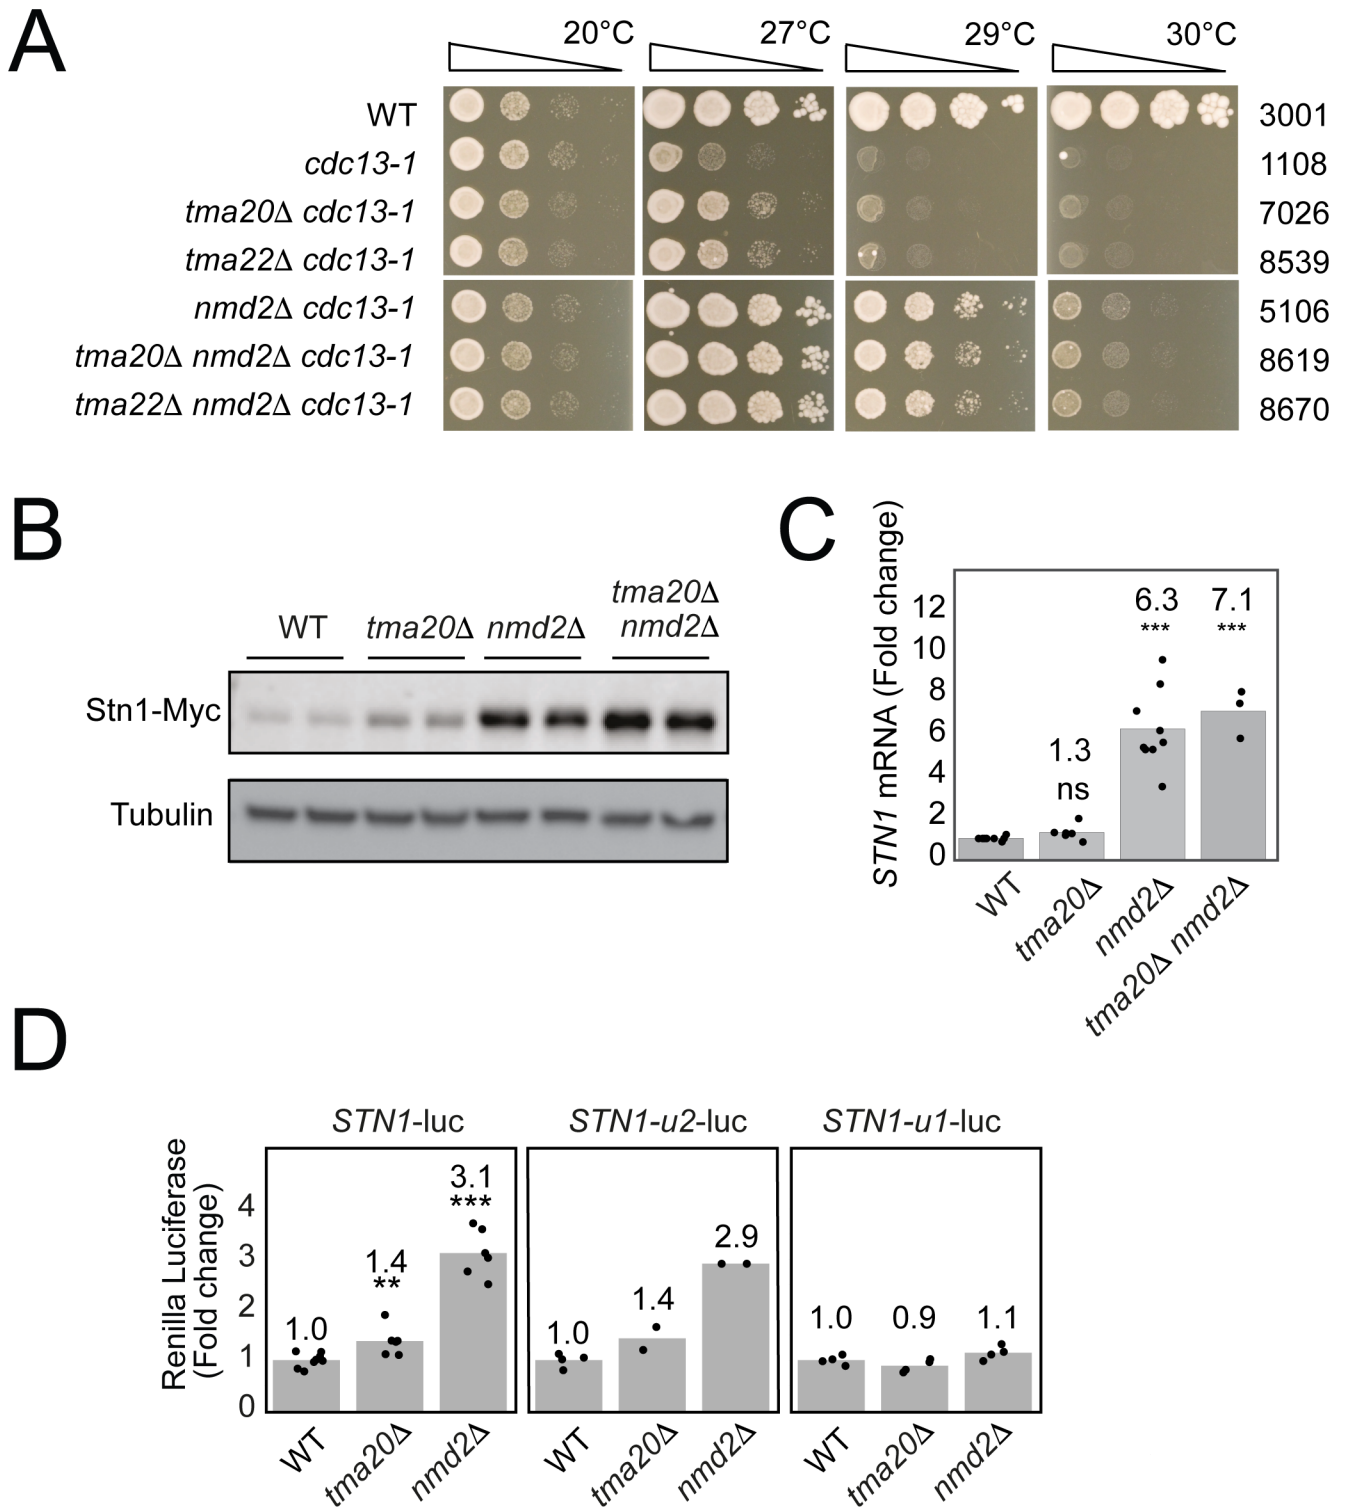 A
20°C 27°C 29°C 30°C
WT 3001
cdc13-1 1108
tma20Δ cdc13-1 7026
tma22Δ cdc13-1 8539
nmd2Δ cdc13-1 5106
tma20Δ nmd2Δ cdc13-1 8619
tma22Δ nmd2Δ cdc13-1 8670
B
WT tma20Δ nmd2Δ tma20Δ nmd2Δ
Stn1-Myc
Tubulin
C
STN1 mRNA (Fold change)
12
10
8
6
4
2
0
1.3
ns
6.3
***
7.1
***
WT tma20Δ nmd2Δ tma20Δ nmd2Δ
D
STN1-luc STN1-u2-luc STN1-u1-luc
Renilla Luciferase
(Fold change)
4
3
2
1
0
1.0
1.4
**
3.1
***
1.0 1.4 2.9
1.0 0.9 1.1
WT tma20Δ nmd2Δ WT tma20Δ nmd2Δ WT tma20Δ nmd2Δ